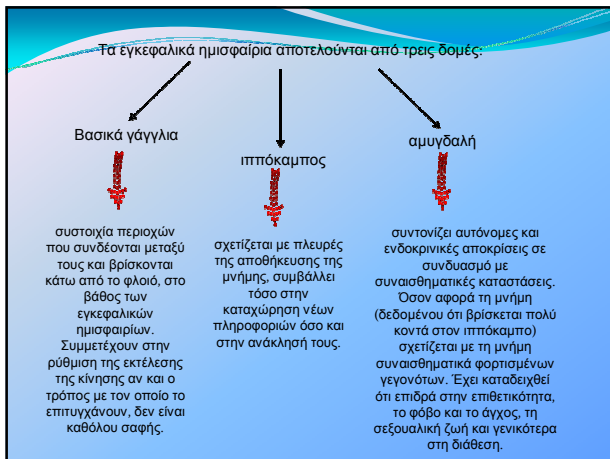 Τα εγκεφαλικά ημισφαίρια αποτελούνται από τρεις δομές:
Βασικά γάγγλια
συστοιχία περιοχών
που συνδέονται μεταξύ
τους και βρίσκονται
κάτω από το φλοιό, στο
βάθος των
εγκεφαλικών
ημισφαιρίων.
Συμμετέχουν στην
ρύθμιση της εκτέλεσης
της κίνησης αν και ο
τρόπος με τον οποίο το
επιτυγχάνουν, δεν είναι
καθόλου σαφής.
ιππόκαμπος
σχετίζεται με πλευρές
της αποθήκευσης της
μνήμης, συμβάλλει
τόσο στην
καταχώρηση νέων
πληροφοριών όσο και
στην ανάκλησή τους.
αμυγδαλή
συντονίζει αυτόνομες και
ενδοκρινικές αποκρίσεις σε
συνδυασμό με
συναισθηματικές καταστάσεις.
Όσον αφορά τη μνήμη
(δεδομένου ότι βρίσκεται πολύ
κοντά στον ιππόκαμπο)
σχετίζεται με τη μνήμη
συναισθηματικά φορτισμένων
γεγονότων. Έχει καταδειχθεί
ότι επιδρά στην επιθετικότητα,
το φόβο και το άγχος, τη
σεξουαλική ζωή και γενικότερα
στη διάθεση.